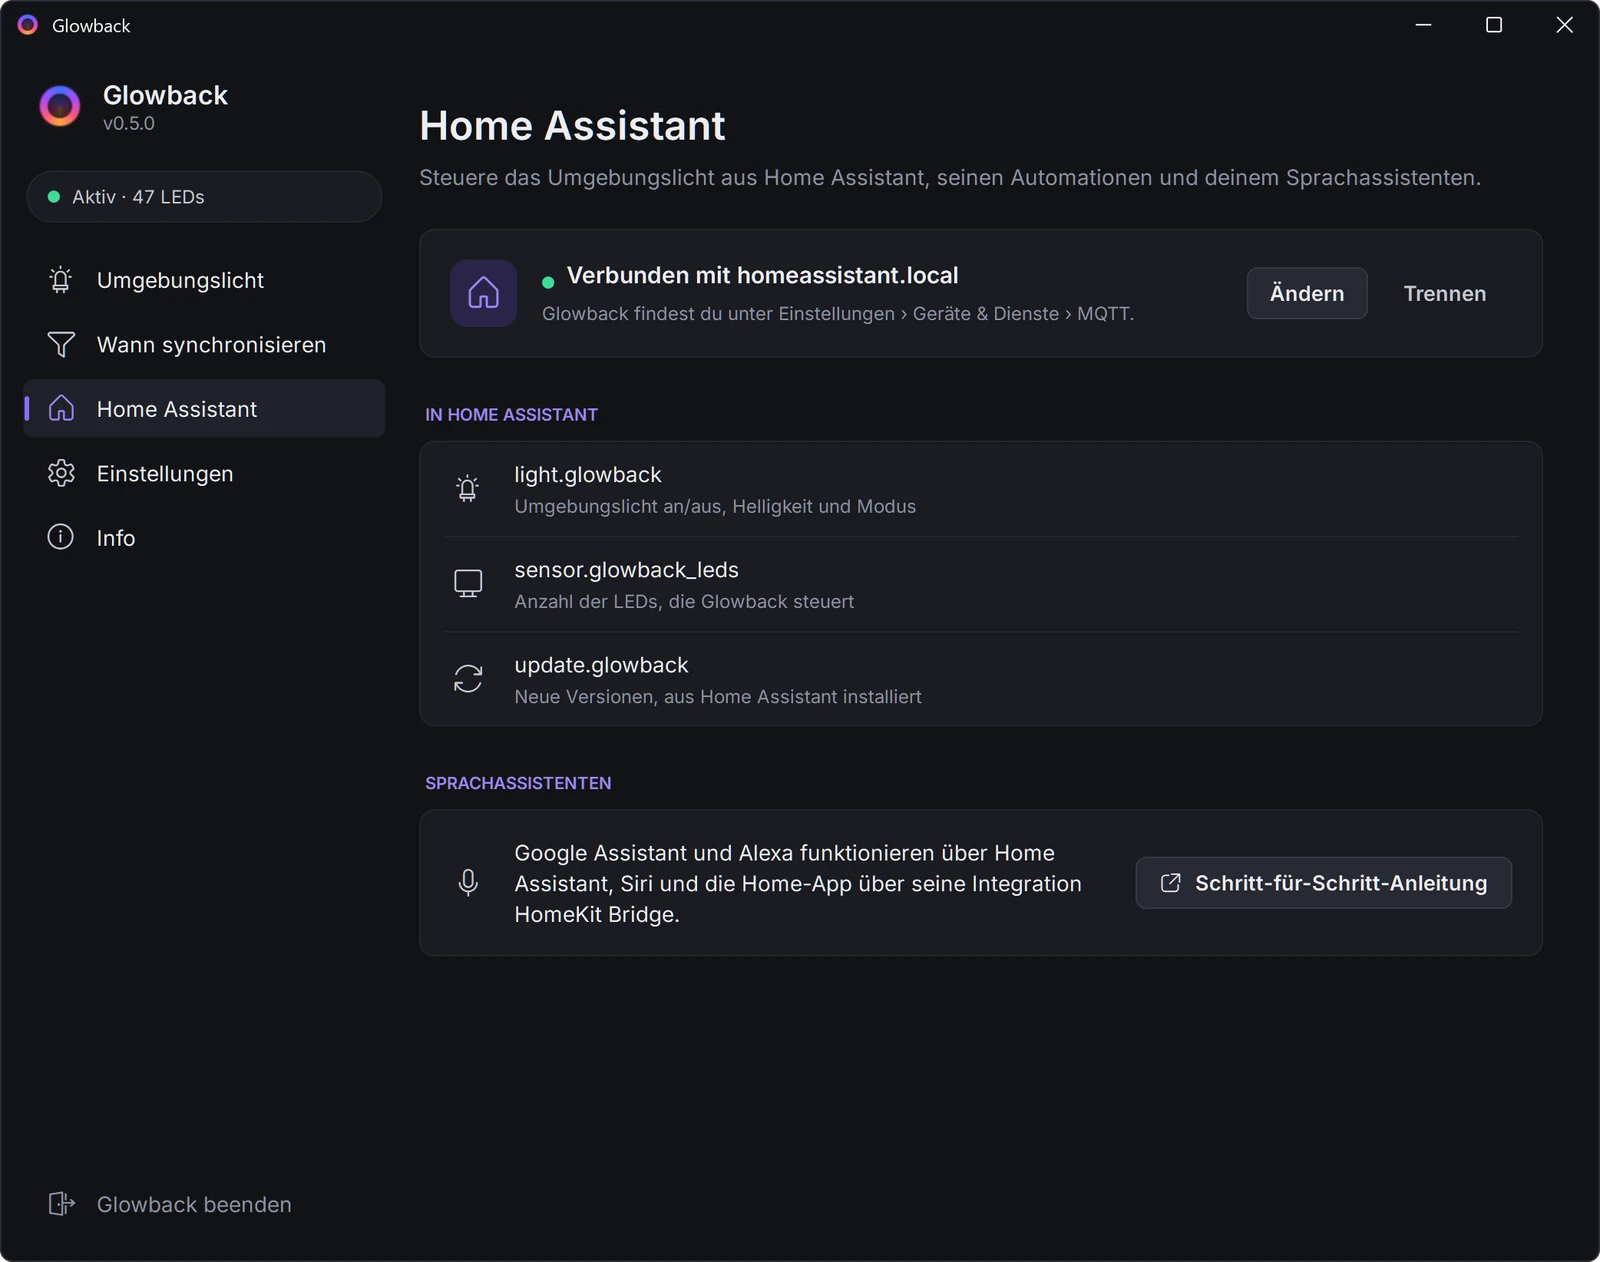 Glowback
Glowback
v0.5.0
Aktiv · 47 LEDs
Umgebungslicht
Wann synchronisieren
Home Assistant
Einstellungen
Info
Glowback beenden
Home Assistant
Steuere das Umgebungslicht aus Home Assistant, seinen Automationen und deinem Sprachassistenten.
Verbunden mit homeassistant.local
Glowback findest du unter Einstellungen › Geräte & Dienste › MQTT.
Ändern
Trennen
IN HOME ASSISTANT
light.glowback
Umgebungslicht an/aus, Helligkeit und Modus
sensor.glowback_leds
Anzahl der LEDs, die Glowback steuert
update.glowback
Neue Versionen, aus Home Assistant installiert
SPRACHASSISTENTEN
Google Assistant und Alexa funktionieren über Home
Assistant, Siri und die Home-App über seine Integration
HomeKit Bridge.
Schritt-für-Schritt-Anleitung